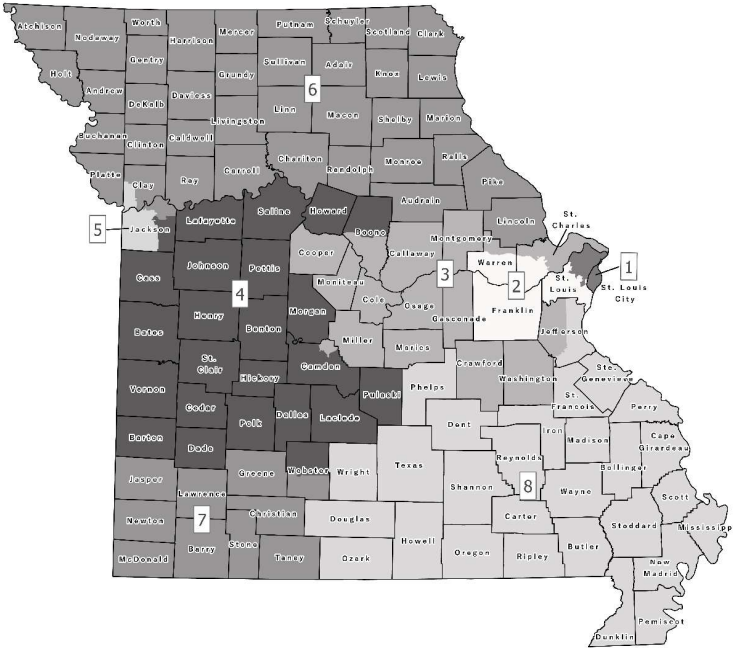 Atchison
Nodaway
Worth
Harrison
Mercer
Putnam
Schuyler
Scotland
Clark
Holt
Gentry
Grundy
Sullivan
Adair
Knox
Lewis
6
Andrew
DeKalb
Daviess
Livingston
Linn
Macon
Shelby
Marion
Buchanan
Clinton
Caldwell
Chariton
Randolph
Monroe
Ralls
Platte
Clay
Ray
Carroll
Pike
Audrain
Lincoln
5
Jackson
Lafayette
Saline
Howard
Boone
Callaway
Montgomery
St.
Charles
Warren
Cooper
Cass
Johnson
Pettis
4
Moniteau
Cole
3
Osage
Gasconade
2
Franklin
St.
Louis
1
St. Louis
City
Bates
Henry
Benton
Morgan
Miller
Maries
Jefferson
St.
Clair
Hickory
Camden
Pulaski
Phelps
Crawford
Washington
Ste.
Genevieve
St.
Francois
Perry
Vernon
Cedar
Polk
Dallas
Laclede
Dent
Iron
Madison
Cape
Girardeau
Barton
Dade
Jasper
Lawrence
Greene
Webster
Wright
Texas
Shannon
Reynolds
8
Wayne
Bollinger
Scott
Newton
7
Christian
Douglas
Howell
Carter
Butler
Stoddard
Mississippi
McDonald
Barry
Stone
Taney
Ozark
Oregon
Ripley
New
Madrid
Dunklin
Pemiscot